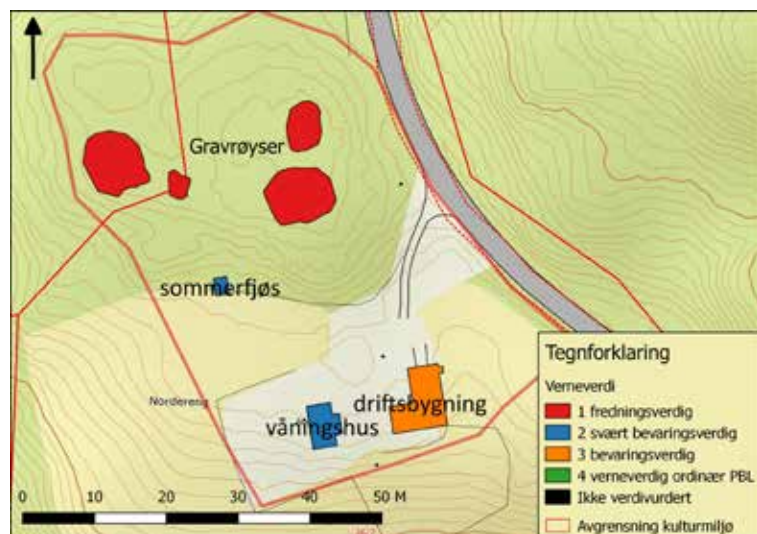 Gravrøyser
sommerfjøs
Nordereng
driftsbygning
våningshus
0 10 20 30 40 50 M
Tegnforklaring
Verneverdi
1 fredningsverdig
2 svært bevaringsverdig
3 bevaringsverdig
4 verneverdig ordinær PBL
Ikke verdivurdert
Avgrensning kulturmiljø